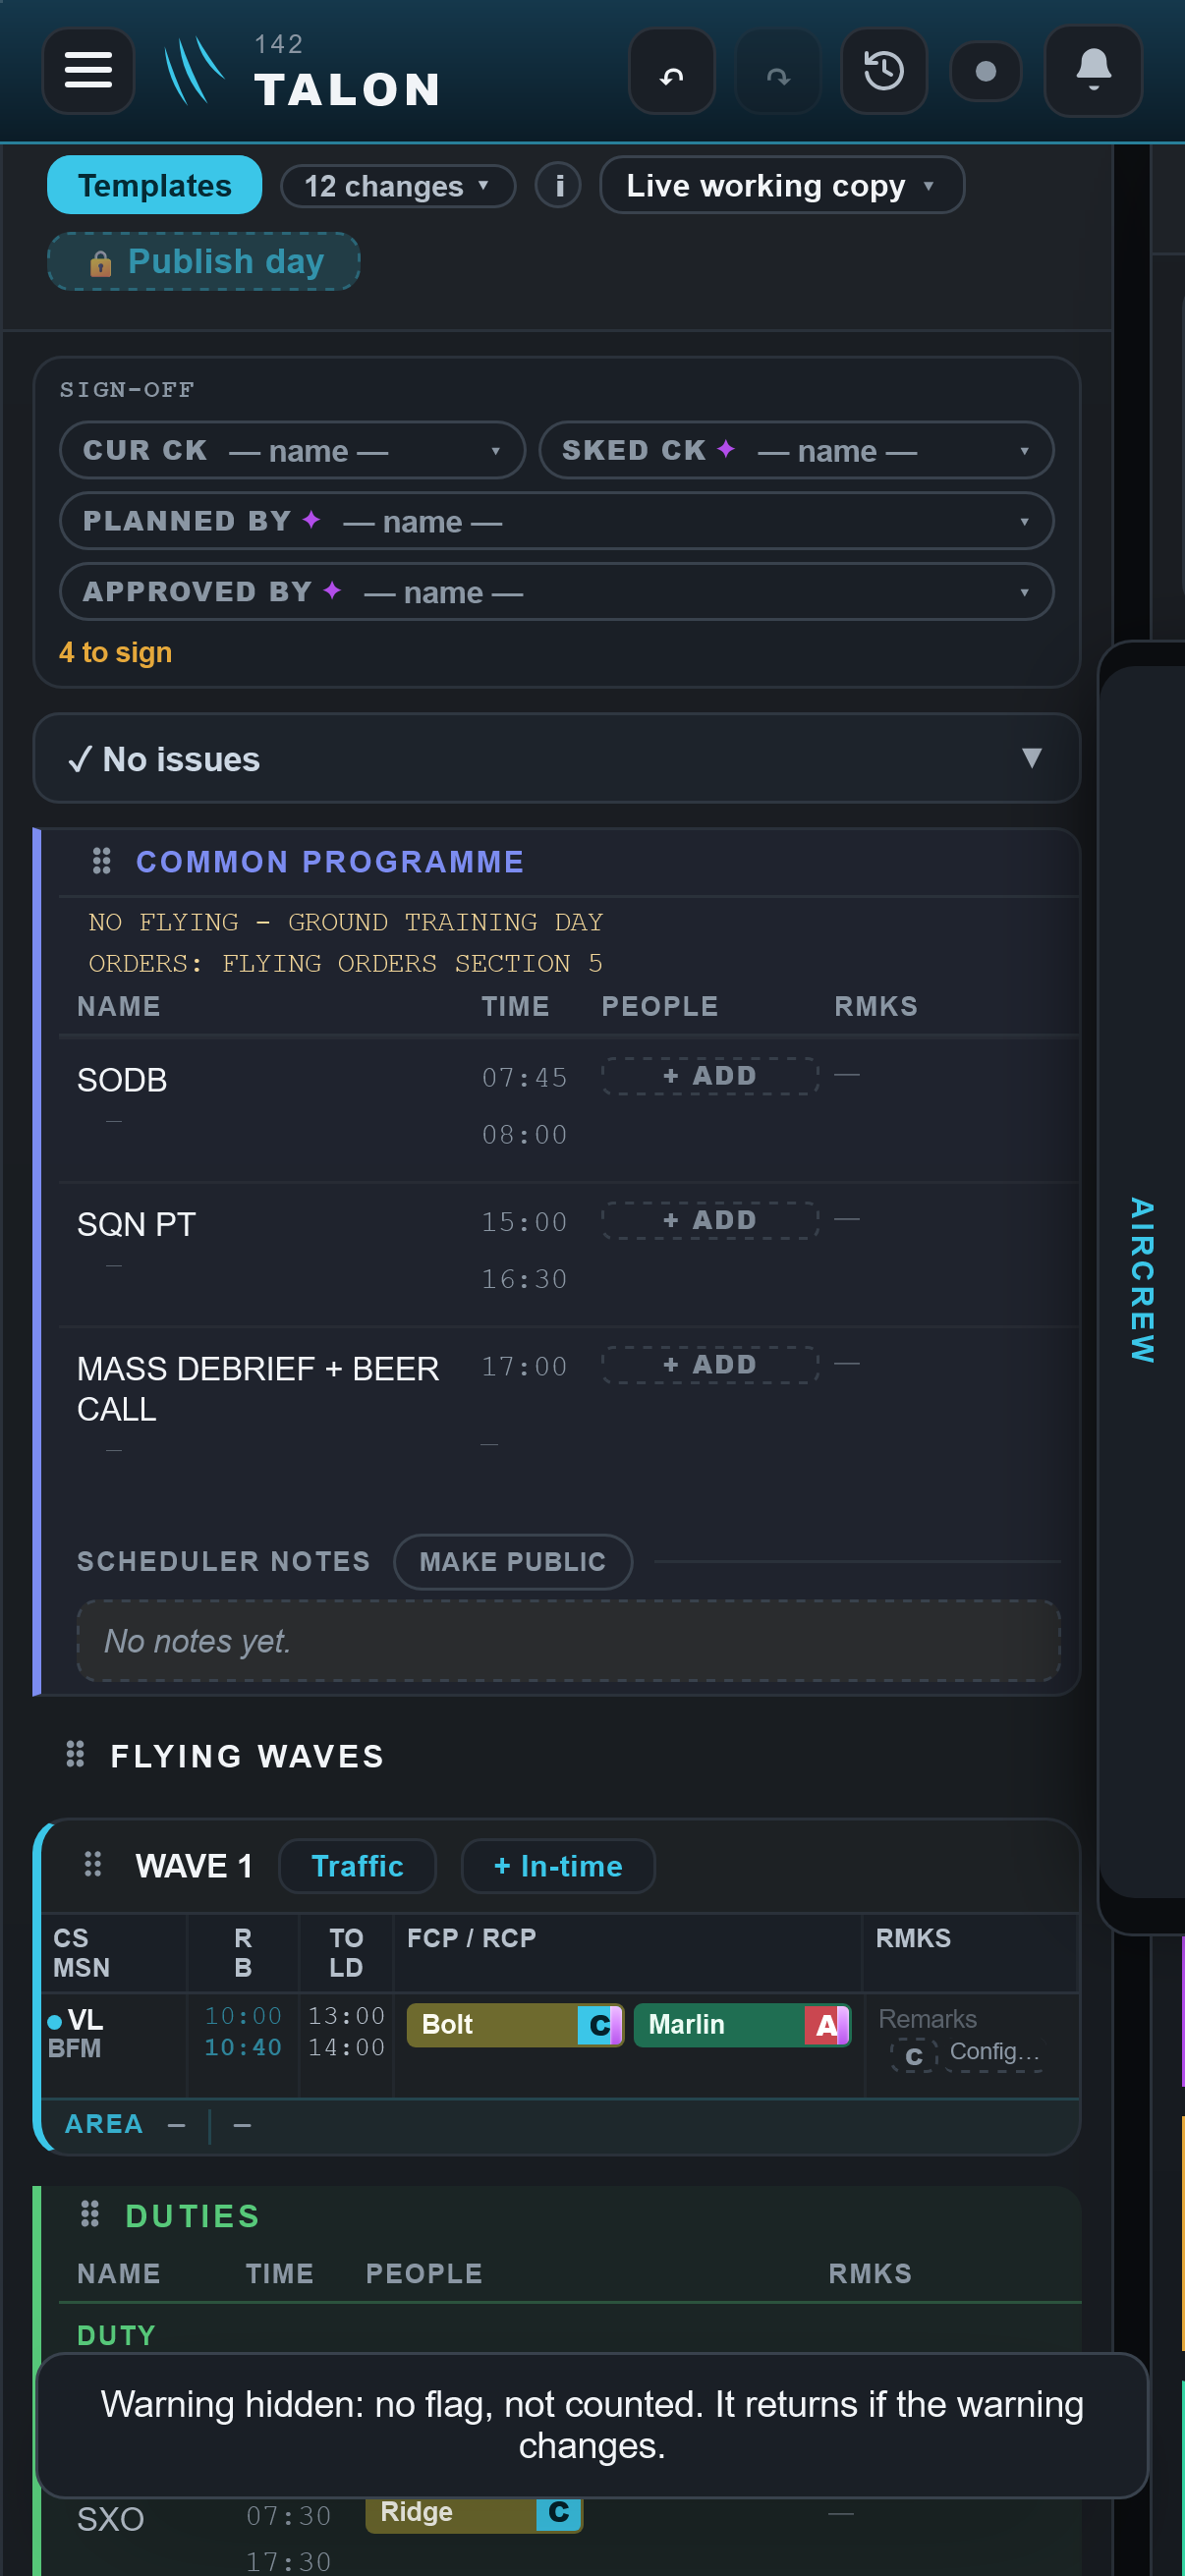 142
TALON
Templates
12 changes ▾
i
Live working copy ▾
Publish day
SIGN-OFF
CUR CK — name — ▾
SKED CK ✦ — name — ▾
PLANNED BY ✦ — name — ▾
APPROVED BY ✦ — name — ▾
4 to sign
✓ No issues ▼
COMMON PROGRAMME
NO FLYING - GROUND TRAINING DAY
ORDERS: FLYING ORDERS SECTION 5
NAME TIME PEOPLE RMKS
SODB 07:45 + ADD —
— 08:00
SQN PT 15:00 + ADD —
— 16:30
MASS DEBRIEF + BEER 17:00 + ADD —
CALL
— —
SCHEDULER NOTES MAKE PUBLIC
No notes yet.
FLYING WAVES
WAVE 1 Traffic + In-time
CS R TO FCP / RCP RMKS
MSN B LD
VL 10:00 13:00 Bolt C Marlin A Remarks
BFM 10:40 14:00 C Config...
AREA — | —
AIRCREW
DUTIES
NAME TIME PEOPLE RMKS
DUTY
Warning hidden: no flag, not counted. It returns if the warning
changes.
SXO 07:30 Ridge C —
17:30